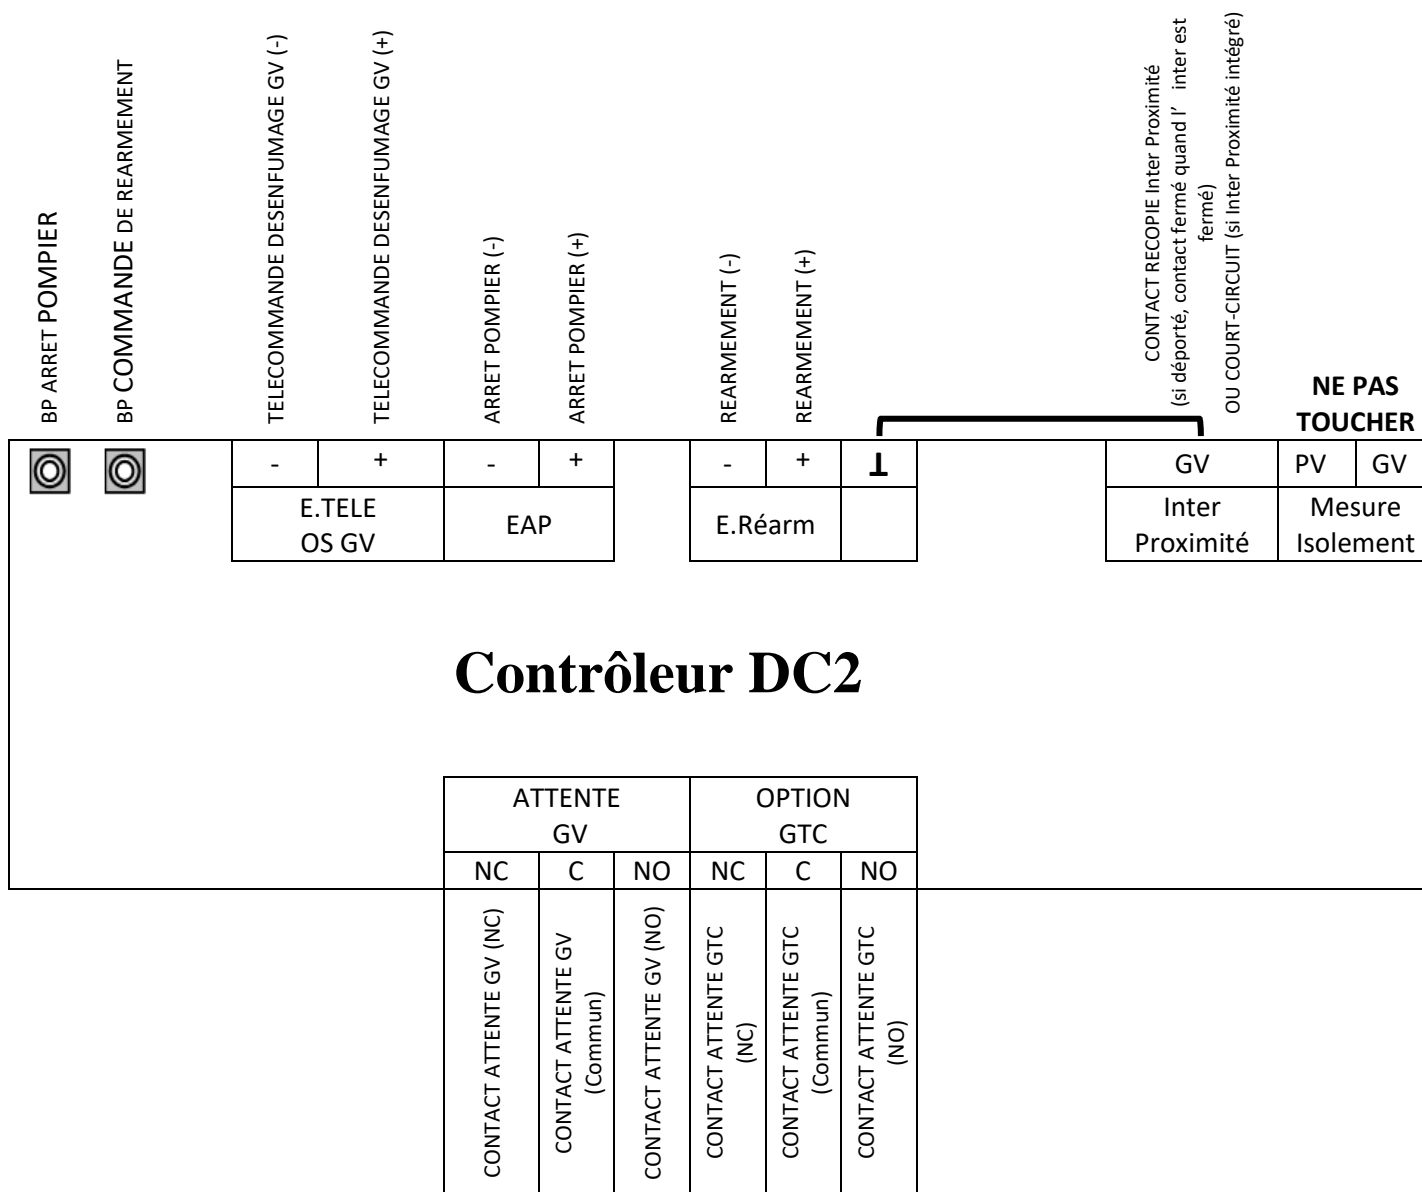 BP ARRET POMPIER
BP COMMANDE DE REARMEMENT
TELECOMMANDE DESENFUMAGE GV (-)
TELECOMMANDE DESENFUMAGE GV (+)
ARRET POMPIER (-)
ARRET POMPIER (+)
REARMEMENT (-)
REARMEMENT (+)
CONTACT RECOPIE Inter Proximité
(si déporté, contact fermé quand l’ inter est
fermé)
OU COURT-CIRCUIT (si Inter Proximité intégré)
NE PAS
TOUCHER
- + - + - + ⊥ GV PV GV
E.TELE
OS GV
EAP
E.Réarm
Inter
Proximité
Mesure
Isolement
Contrôleur DC2
ATTENTE
GV
OPTION
GTC
NC C NO NC C NO
CONTACT ATTENTE GV (NC)
CONTACT ATTENTE GV
(Commun)
CONTACT ATTENTE GV (NO)
CONTACT ATTENTE GTC
(NC)
CONTACT ATTENTE GTC
(Commun)
CONTACT ATTENTE GTC
(NO)